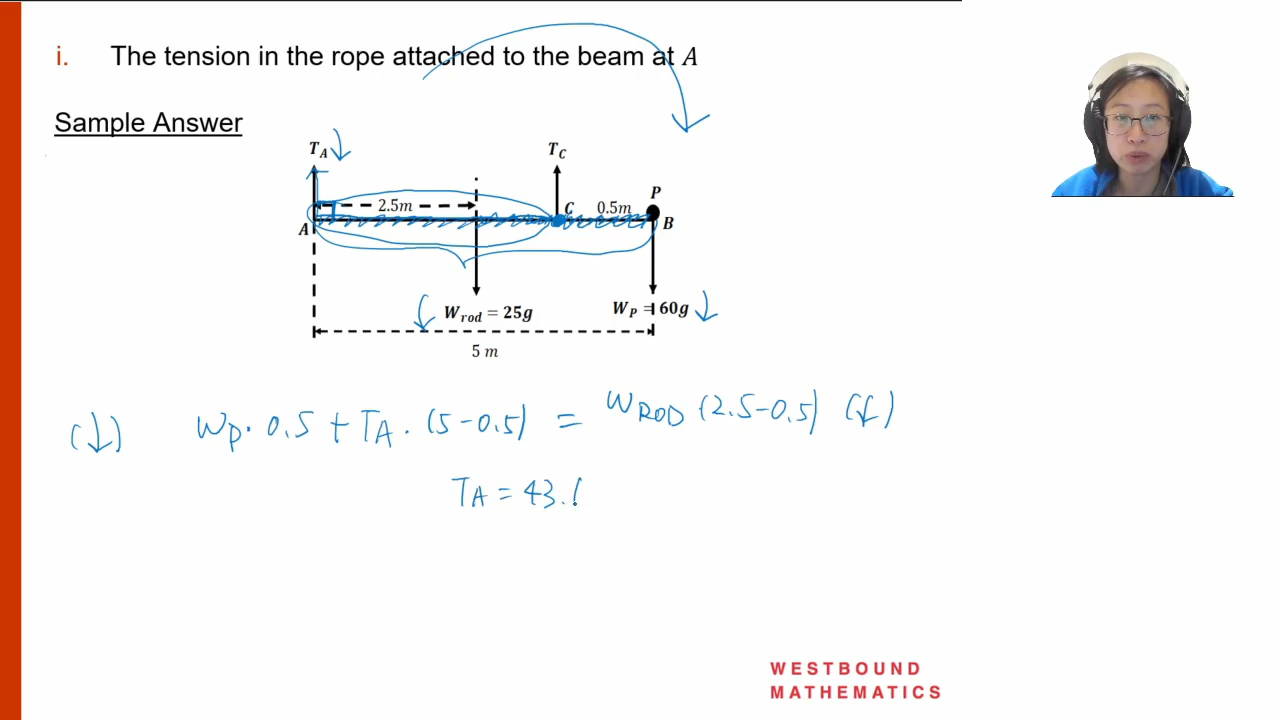 i. The tension in the rope attached to the beam at A
Sample Answer
T_A T_C
P
2.5m C 0.5m
A B
W_rod = 25g W_P = 60g
5 m
(↓) W_P · 0.5 + T_A · (5 - 0.5) = W_ROD (2.5 - 0.5) (↓)
T_A = 43.
WESTBOUND
MATHEMATICS